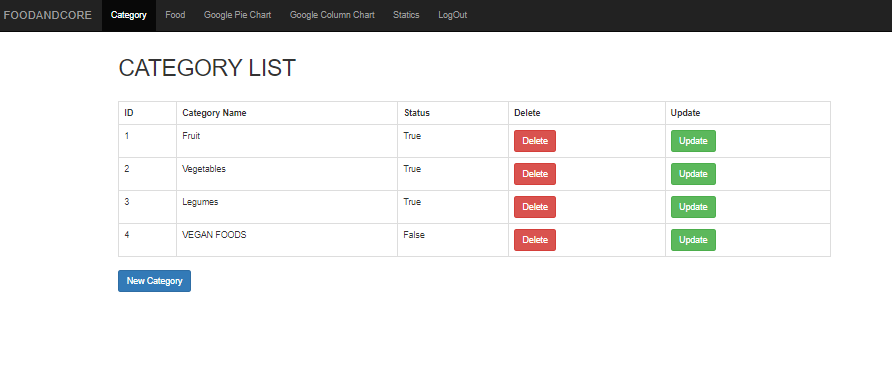 FOODANDCORE Category Food Google Pie Chart Google Column Chart Statics LogOut
CATEGORY LIST
ID Category Name Status Delete Update
1 Fruit True Delete Update
2 Vegetables True Delete Update
3 Legumes True Delete Update
4 VEGAN FOODS False Delete Update
New Category